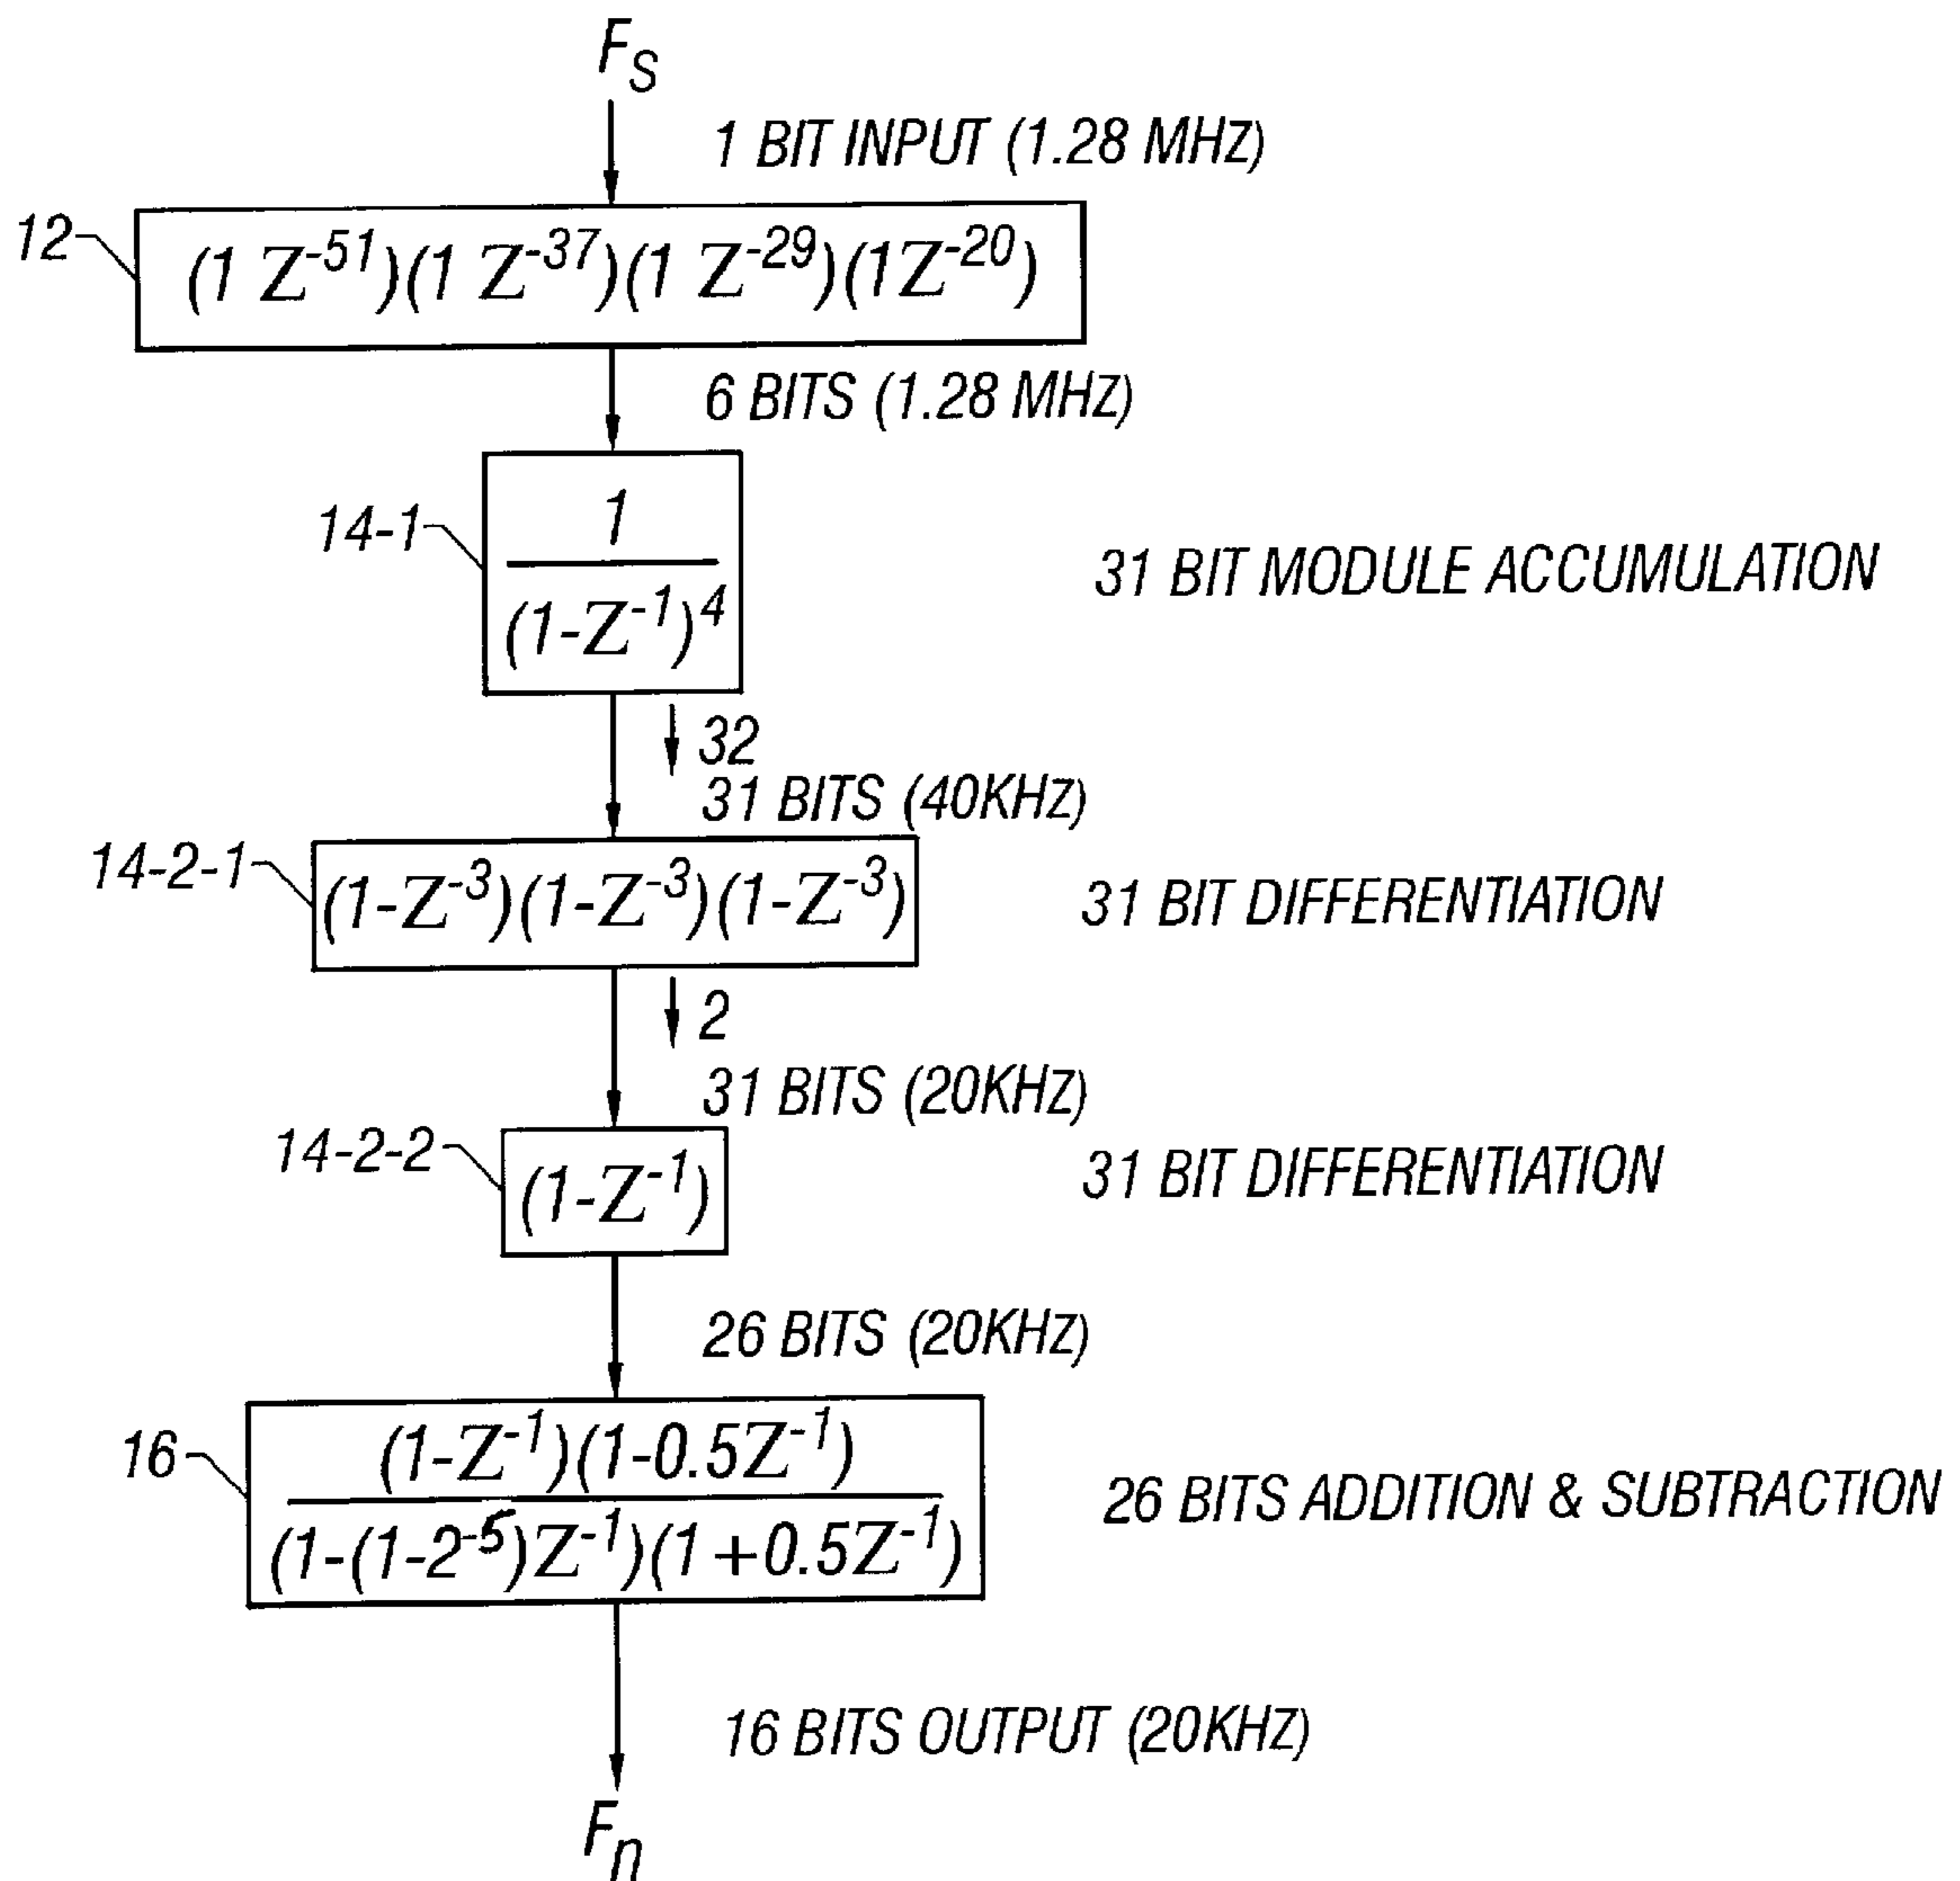 F_S
1 BIT INPUT (1.28 MHZ)
12
(1 Z^-51)(1 Z^-37)(1 Z^-29)(1Z^-20)
6 BITS (1.28 MHZ)
14-1
1
(1-Z^-1)^4
31 BIT MODULE ACCUMULATION
32
31 BITS (40KHZ)
14-2-1
(1-Z^-3)(1-Z^-3)(1-Z^-3)
31 BIT DIFFERENTIATION
2
31 BITS (20KHZ)
14-2-2
(1-Z^-1)
31 BIT DIFFERENTIATION
26 BITS (20KHZ)
16
(1-Z^-1)(1-0.5Z^-1)
(1-(1-2^-5)Z^-1)(1+0.5Z^-1)
26 BITS ADDITION & SUBTRACTION
16 BITS OUTPUT (20KHZ)
F_n